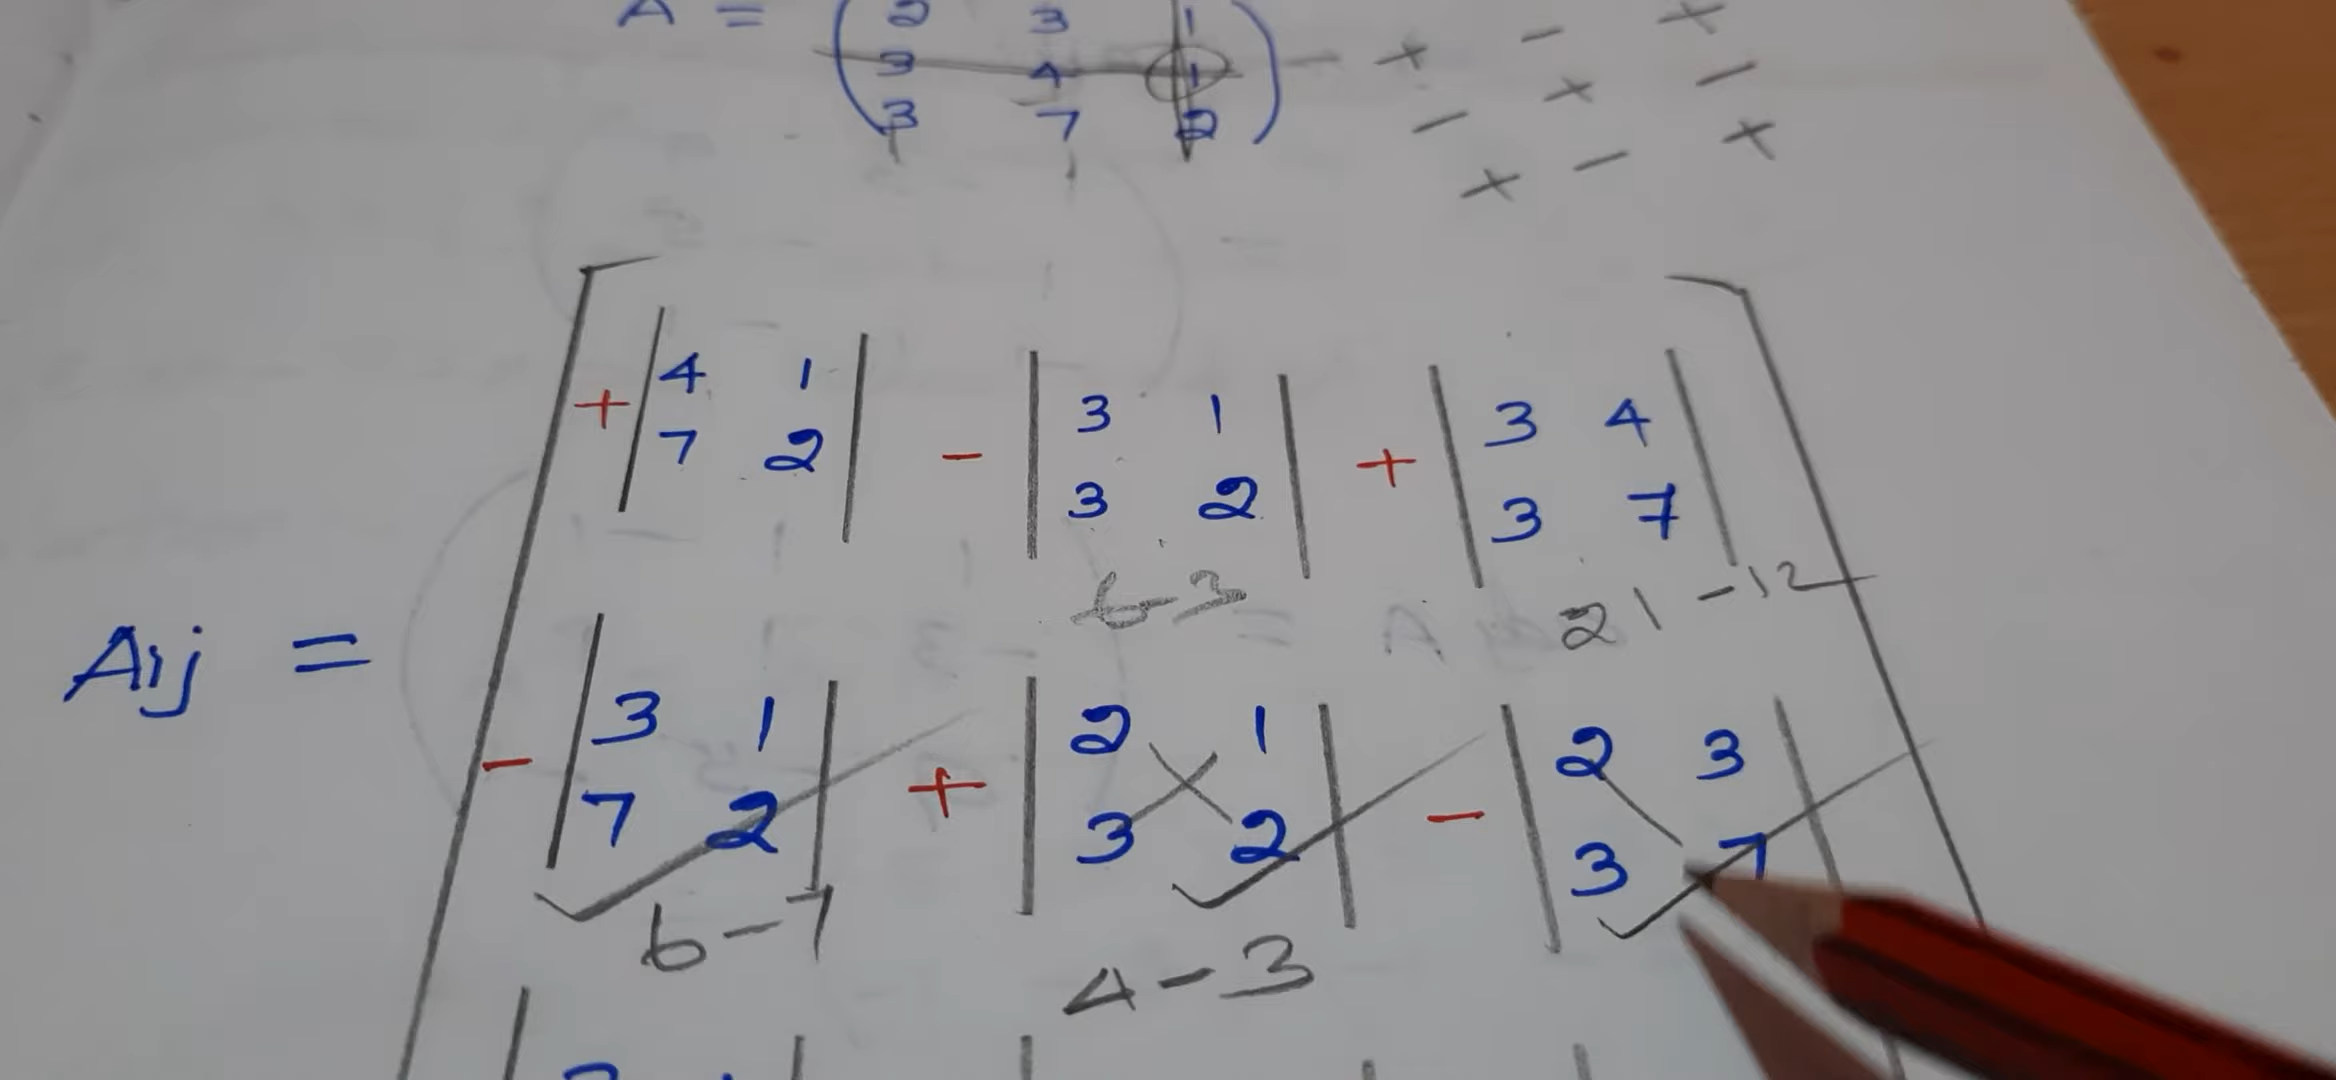 A = ( 2 3 1 + - +
3 4 1 ) - + -
3 7 2 + - +
+ | 4 1 | - | 3 1 | + | 3 4 |
7 2 3 2 3 7
6-3 21-12
Aij =
- | 3 1 | + | 2 1 | - | 2 3 |
7 2 3 2 3 7
6-7 4-3